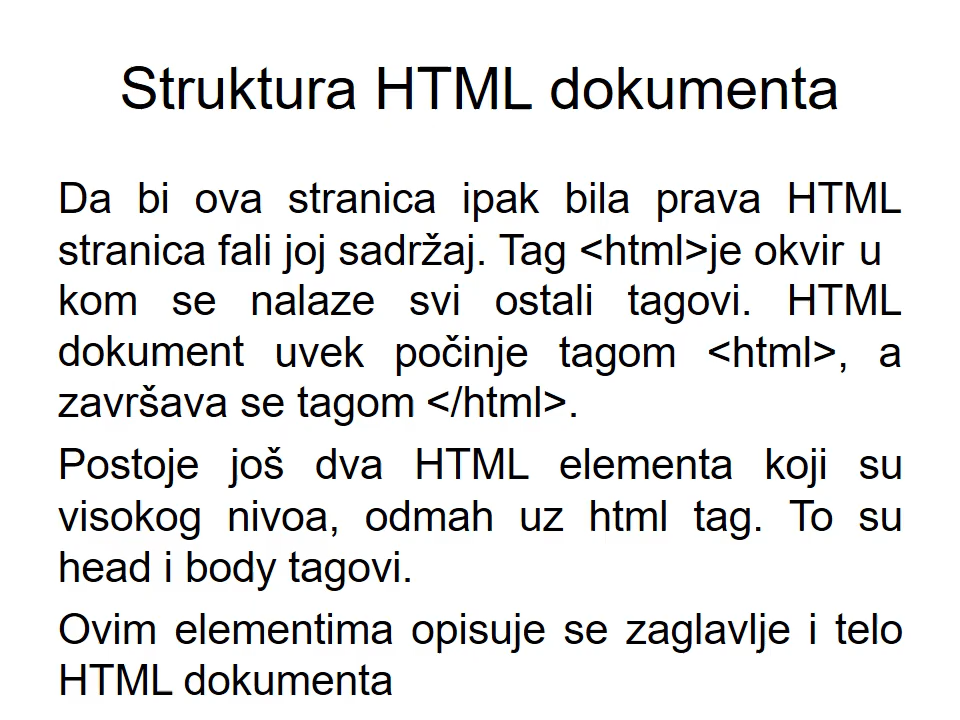 Struktura HTML dokumenta
Da bi ova stranica ipak bila prava HTML
stranica fali joj sadržaj. Tag <html>je okvir u
kom se nalaze svi ostali tagovi. HTML
dokument uvek počinje tagom <html>, a
završava se tagom </html>.
Postoje još dva HTML elementa koji su
visokog nivoa, odmah uz html tag. To su
head i body tagovi.
Ovim elementima opisuje se zaglavlje i telo
HTML dokumenta